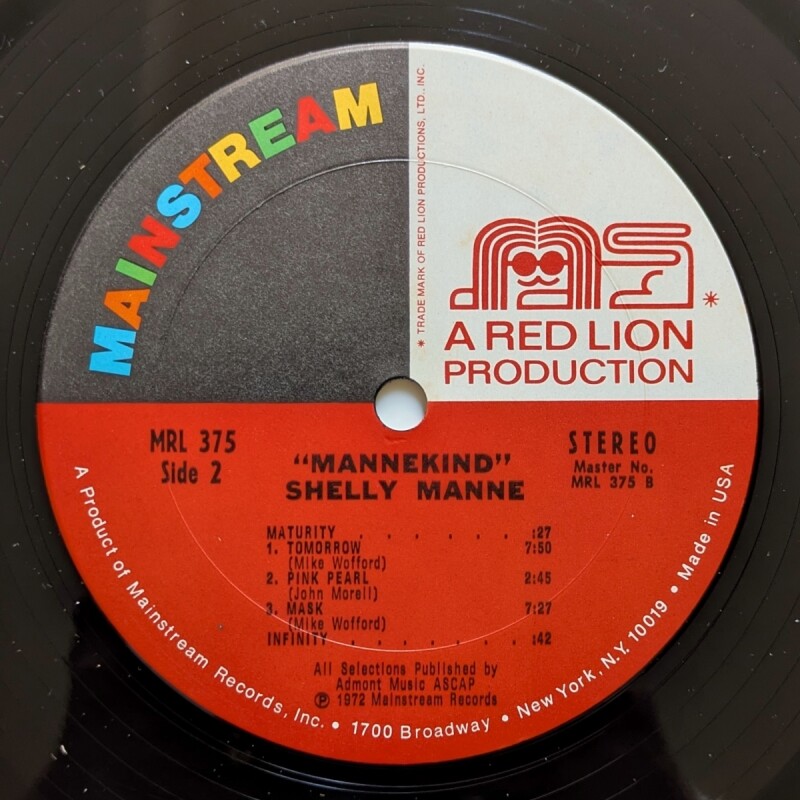 MAINSTREAM
* TRADE MARK OF RED LION PRODUCTIONS, LTD., INC.
*
A RED LION
PRODUCTION
MRL 375
Side 2
"MANNEKIND"
SHELLY MANNE
STEREO
Master No.
MRL 375 B
MATURITY . . . . . . :27
1. TOMORROW 7:50
(Mike Wofford)
2. PINK PEARL 2:45
(John Morell)
3. MASK 7:27
(Mike Wofford)
INFINITY . . . . . . . :42
All Selections Published by
Admont Music ASCAP
℗ 1972 Mainstream Records
A Product of Mainstream Records, Inc. • 1700 Broadway • New York, N.Y. 10019 • Made in USA